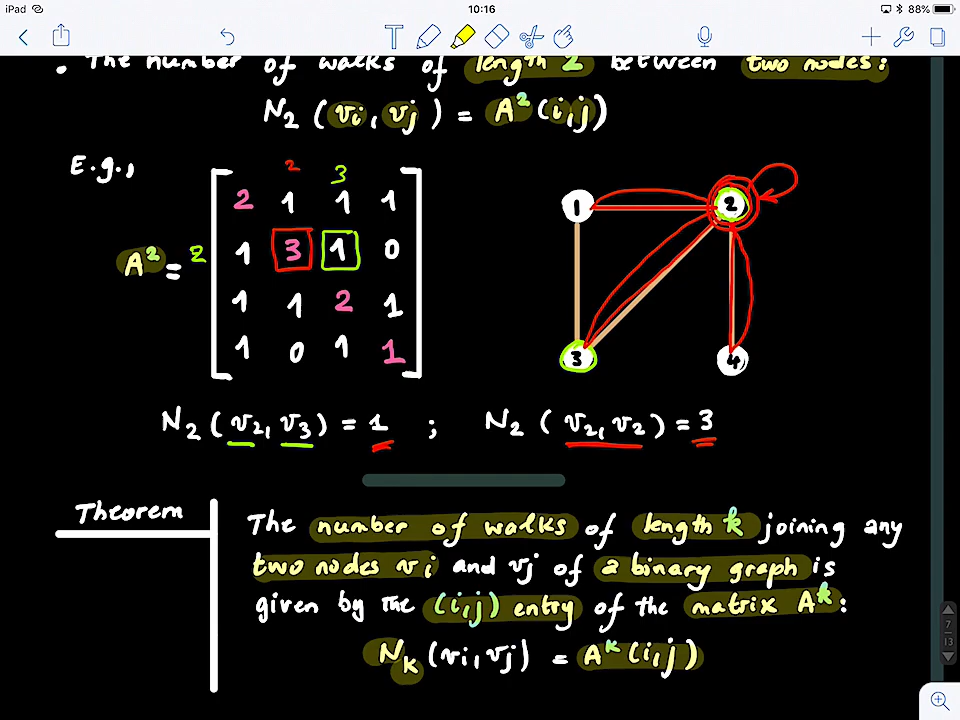 iPad 10:16 88%
. The number of walks of length 2 between two nodes:
N2 (vi, vj) = A² (i,j)
E.g.,
2 3
2 1 1 1
A² = 2 1 3 1 0
1 1 2 1
1 0 1 1
1 2
3 4
N2 (v2, v3) = 1 ; N2 (v2, v2) = 3
Theorem
The number of walks of length k joining any
two nodes vi and vj of a binary graph is
given by the (i,j) entry of the matrix A^k :
Nk (vi, vj) = A^k (i,j)
7
13